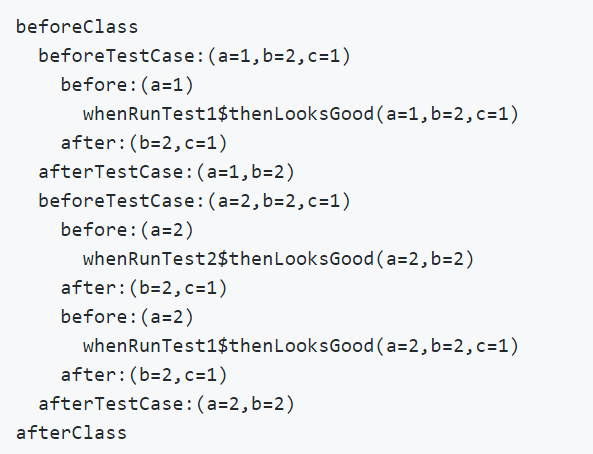 beforeClass
  beforeTestCase:(a=1,b=2,c=1)
    before:(a=1)
      whenRunTest1$thenLooksGood(a=1,b=2,c=1)
    after:(b=2,c=1)
  afterTestCase:(a=1,b=2)
  beforeTestCase:(a=2,b=2,c=1)
    before:(a=2)
      whenRunTest2$thenLooksGood(a=2,b=2)
    after:(b=2,c=1)
    before:(a=2)
      whenRunTest1$thenLooksGood(a=2,b=2,c=1)
    after:(b=2,c=1)
  afterTestCase:(a=2,b=2)
afterClass